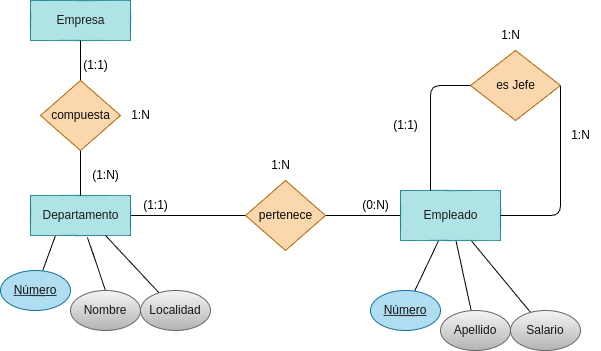 Empresa
1:N
(1:1)
es Jefe
compuesta
1:N
(1:1)
1:N
(1:N)
1:N
Departamento
(1:1)
pertenece
(0:N)
Empleado
Número
Nombre
Localidad
Número
Apellido
Salario